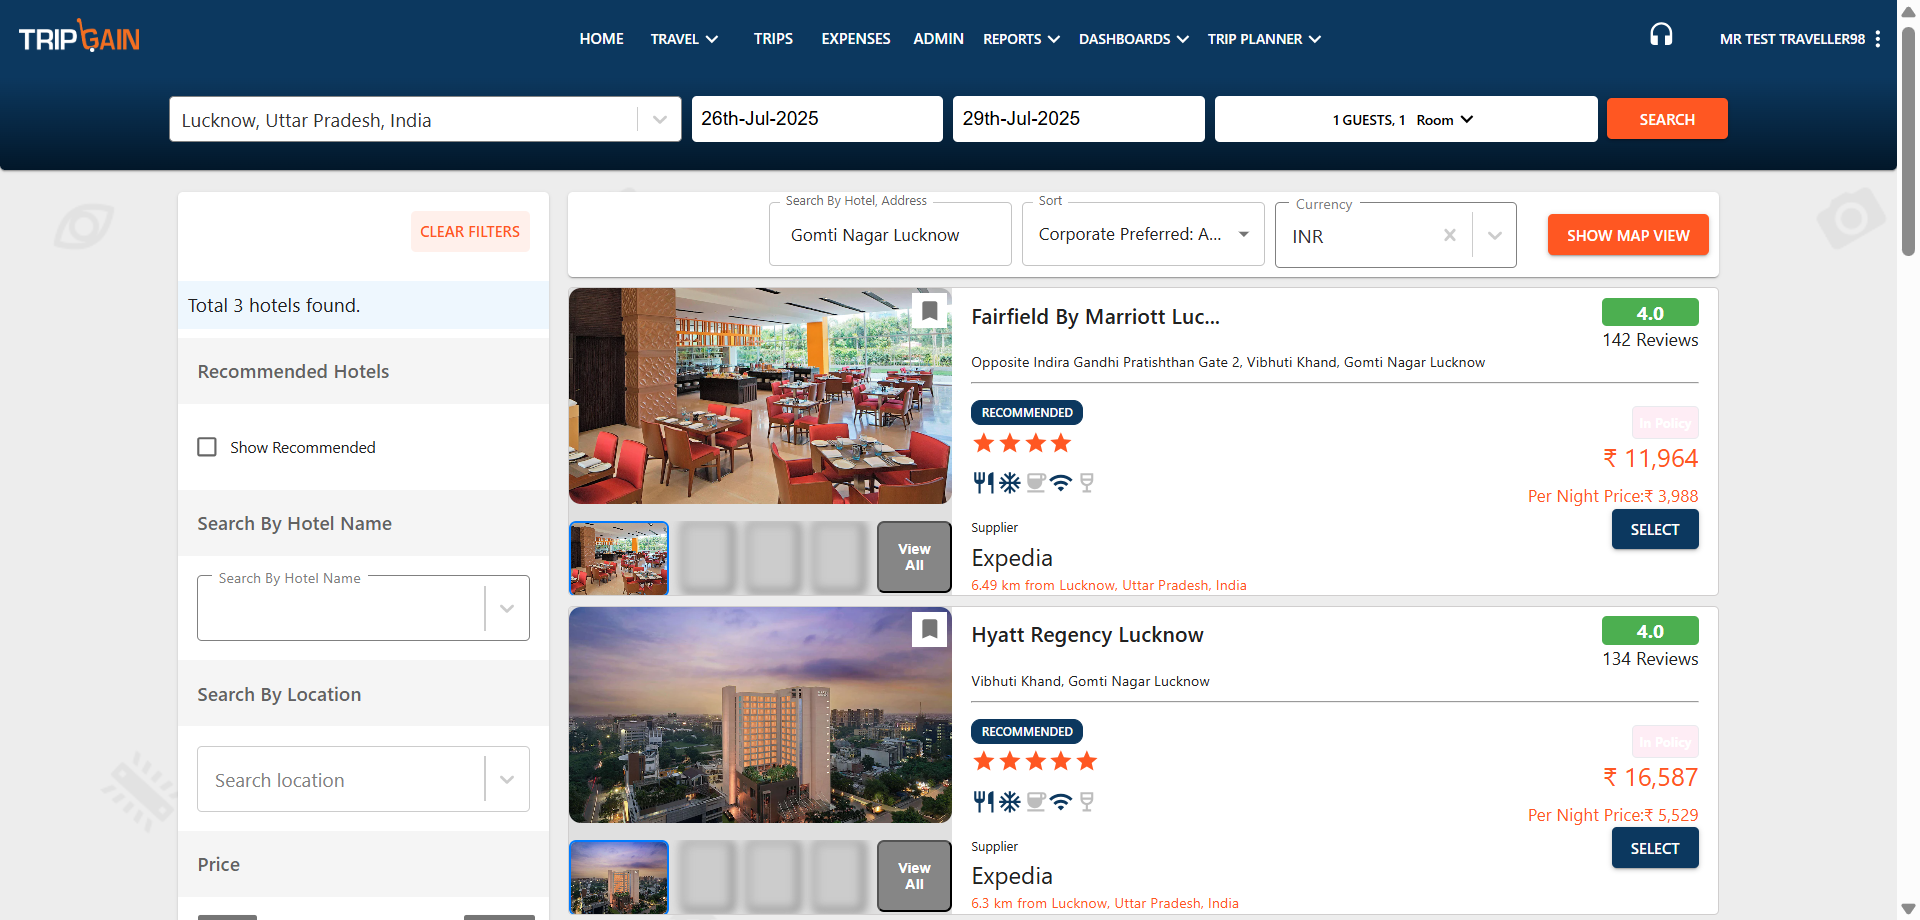 TRIPGAIN
HOME
TRAVEL
TRIPS
EXPENSES
ADMIN
REPORTS
DASHBOARDS
TRIP PLANNER
MR TEST TRAVELLER98
Lucknow, Uttar Pradesh, India
26th-Jul-2025
29th-Jul-2025
1 GUESTS, 1 Room
SEARCH
CLEAR FILTERS
Total 3 hotels found.
Recommended Hotels
Show Recommended
Search By Hotel Name
Search By Hotel Name
Search By Location
Search location
Price
Search By Hotel, Address
Gomti Nagar Lucknow
Sort
Corporate Preferred: A...
Currency
INR
SHOW MAP VIEW
Fairfield By Marriott Luc...
4.0
142 Reviews
Opposite Indira Gandhi Pratishthan Gate 2, Vibhuti Khand, Gomti Nagar Lucknow
RECOMMENDED
In Policy
₹ 11,964
Per Night Price:₹ 3,988
SELECT
View
All
Supplier
Expedia
6.49 km from Lucknow, Uttar Pradesh, India
Hyatt Regency Lucknow
4.0
134 Reviews
Vibhuti Khand, Gomti Nagar Lucknow
RECOMMENDED
In Policy
₹ 16,587
Per Night Price:₹ 5,529
SELECT
View
All
Supplier
Expedia
6.3 km from Lucknow, Uttar Pradesh, India